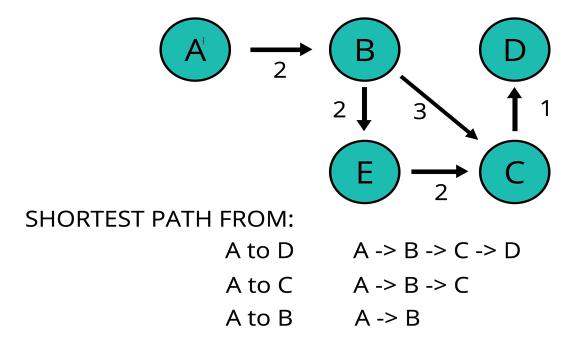 A B D
2
2 3 1
E C
2
SHORTEST PATH FROM:
A to D A -> B -> C -> D
A to C A -> B -> C
A to B A -> B